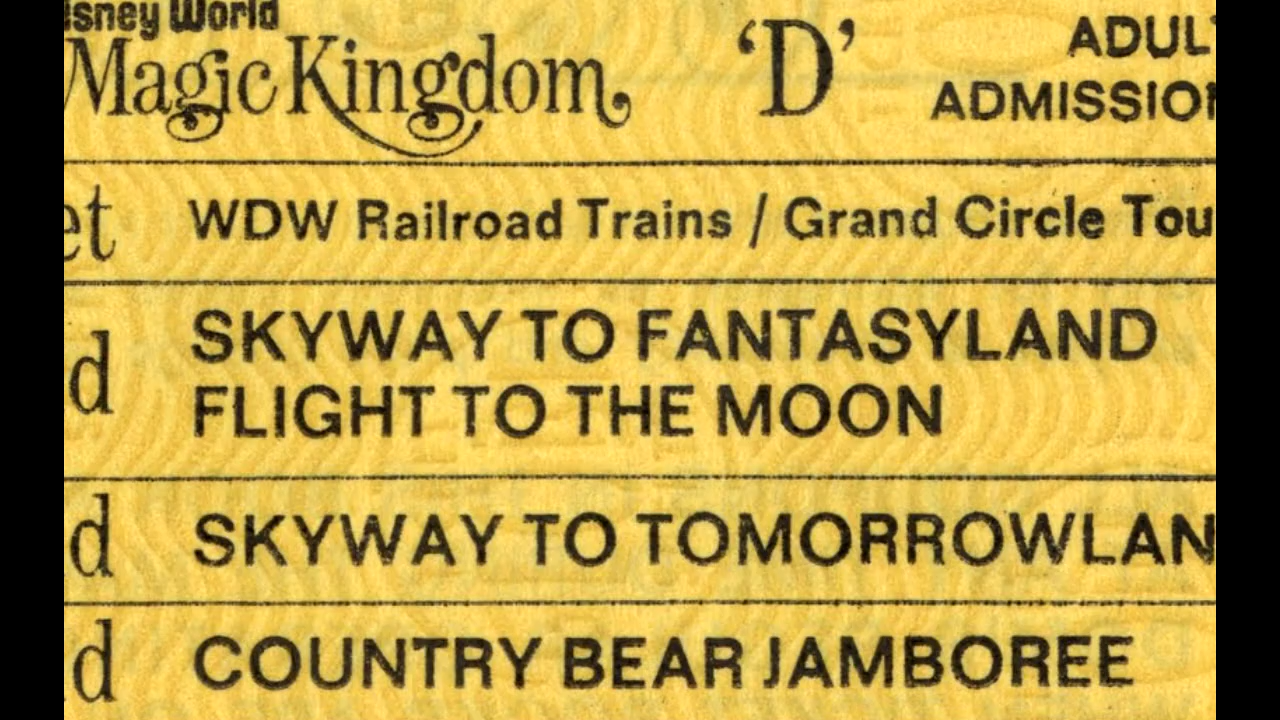 isney World
Magic Kingdom 'D' ADUL
ADMISSION
et WDW Railroad Trains / Grand Circle Tou
d SKYWAY TO FANTASYLAND
FLIGHT TO THE MOON
d SKYWAY TO TOMORROWLAN
d COUNTRY BEAR JAMBOREE